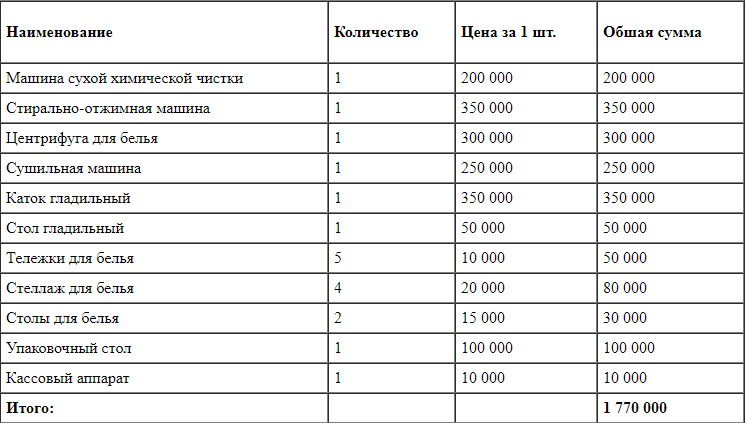 Наименование Количество Цена за 1 шт. Обшая сумма
Машина сухой химической чистки 1 200 000 200 000
Стирально-отжимная машина 1 350 000 350 000
Центрифуга для белья 1 300 000 300 000
Сушильная машина 1 250 000 250 000
Каток гладильный 1 350 000 350 000
Стол гладильный 1 50 000 50 000
Тележки для белья 5 10 000 50 000
Стеллаж для белья 4 20 000 80 000
Столы для белья 2 15 000 30 000
Упаковочный стол 1 100 000 100 000
Кассовый аппарат 1 10 000 10 000
Итого: 1 770 000